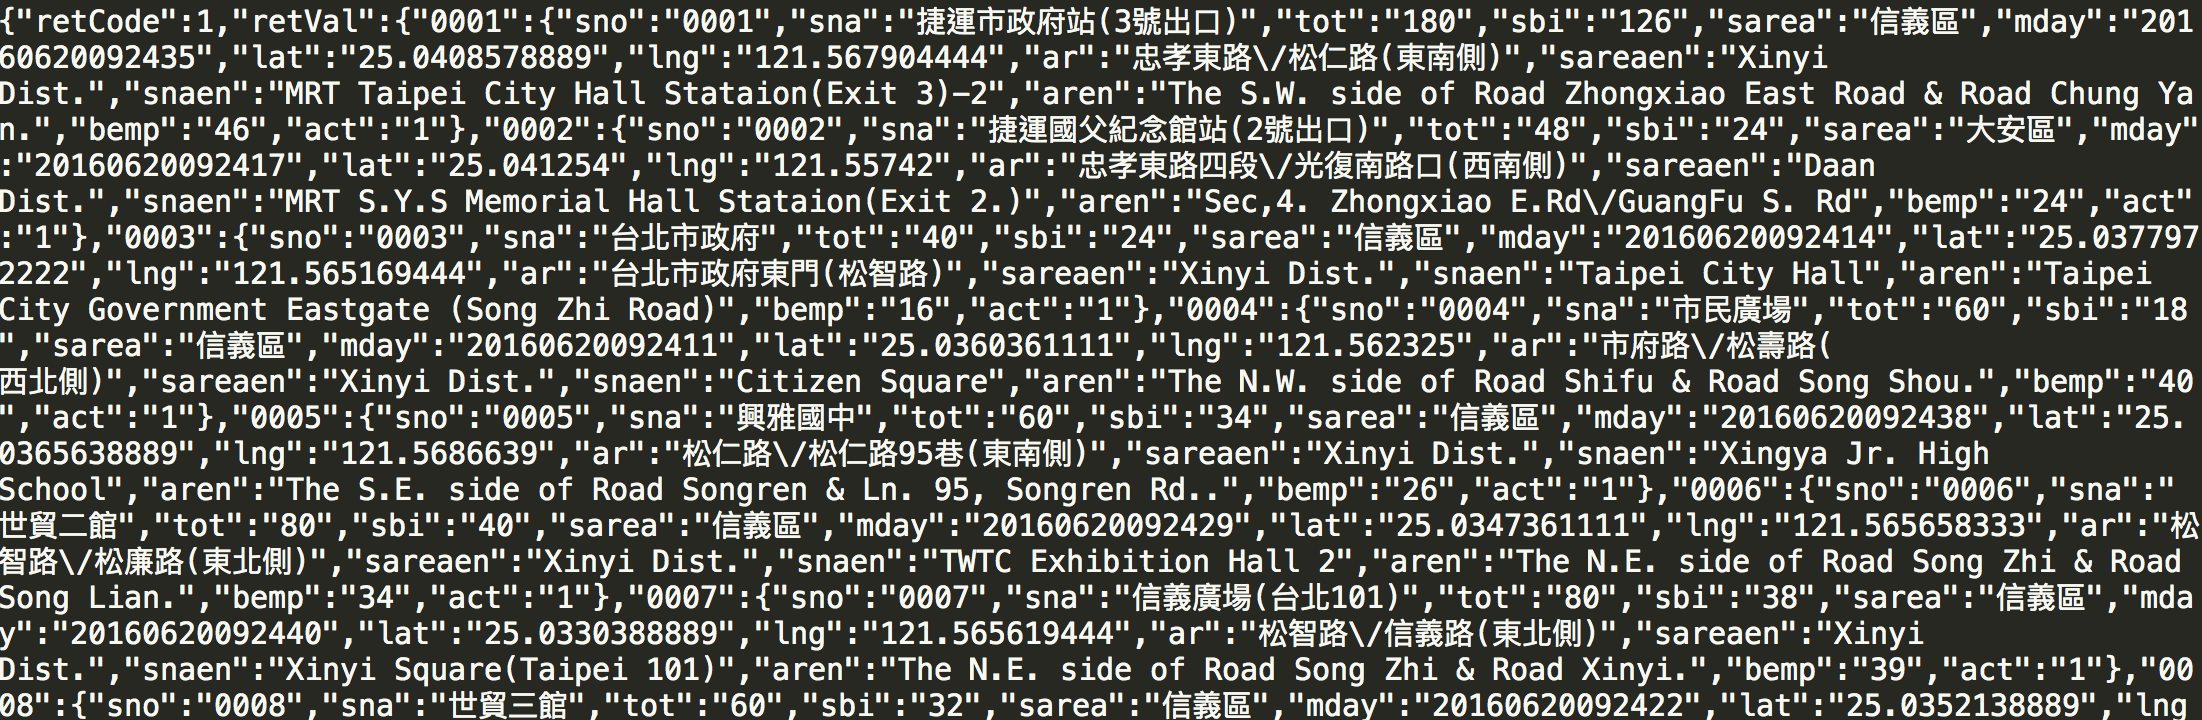 {"retCode":1,"retVal":{"0001":{"sno":"0001","sna":"捷運市政府站(3號出口)","tot":"180","sbi":"126","sarea":"信義區","mday":"201
60620092435","lat":"25.0408578889","lng":"121.567904444","ar":"忠孝東路\/松仁路(東南側)","sareaen":"Xinyi
Dist.","snaen":"MRT Taipei City Hall Stataion(Exit 3)-2","aren":"The S.W. side of Road Zhongxiao East Road & Road Chung Ya
n.","bemp":"46","act":"1"},"0002":{"sno":"0002","sna":"捷運國父紀念館站(2號出口)","tot":"48","sbi":"24","sarea":"大安區","mday"
:"20160620092417","lat":"25.041254","lng":"121.55742","ar":"忠孝東路四段\/光復南路口(西南側)","sareaen":"Daan
Dist.","snaen":"MRT S.Y.S Memorial Hall Stataion(Exit 2.)","aren":"Sec,4. Zhongxiao E.Rd\/GuangFu S. Rd","bemp":"24","act"
:"1"},"0003":{"sno":"0003","sna":"台北市政府","tot":"40","sbi":"24","sarea":"信義區","mday":"20160620092414","lat":"25.037797
2222","lng":"121.565169444","ar":"台北市政府東門(松智路)","sareaen":"Xinyi Dist.","snaen":"Taipei City Hall","aren":"Taipei
City Government Eastgate (Song Zhi Road)","bemp":"16","act":"1"},"0004":{"sno":"0004","sna":"市民廣場","tot":"60","sbi":"18
","sarea":"信義區","mday":"20160620092411","lat":"25.0360361111","lng":"121.562325","ar":"市府路\/松壽路(
西北側)","sareaen":"Xinyi Dist.","snaen":"Citizen Square","aren":"The N.W. side of Road Shifu & Road Song Shou.","bemp":"40
","act":"1"},"0005":{"sno":"0005","sna":"興雅國中","tot":"60","sbi":"34","sarea":"信義區","mday":"20160620092438","lat":"25.
0365638889","lng":"121.5686639","ar":"松仁路\/松仁路95巷(東南側)","sareaen":"Xinyi Dist.","snaen":"Xingya Jr. High
School","aren":"The S.E. side of Road Songren & Ln. 95, Songren Rd..","bemp":"26","act":"1"},"0006":{"sno":"0006","sna":"
世貿二館","tot":"80","sbi":"40","sarea":"信義區","mday":"20160620092429","lat":"25.0347361111","lng":"121.565658333","ar":"松
智路\/松廉路(東北側)","sareaen":"Xinyi Dist.","snaen":"TWTC Exhibition Hall 2","aren":"The N.E. side of Road Song Zhi & Road
Song Lian.","bemp":"34","act":"1"},"0007":{"sno":"0007","sna":"信義廣場(台北101)","tot":"80","sbi":"38","sarea":"信義區","mda
y":"20160620092440","lat":"25.0330388889","lng":"121.565619444","ar":"松智路\/信義路(東北側)","sareaen":"Xinyi
Dist.","snaen":"Xinyi Square(Taipei 101)","aren":"The N.E. side of Road Song Zhi & Road Xinyi.","bemp":"39","act":"1"},"00
08":{"sno":"0008","sna":"世貿三館","tot":"60","sbi":"32","sarea":"信義區","mday":"20160620092422","lat":"25.0352138889","lng